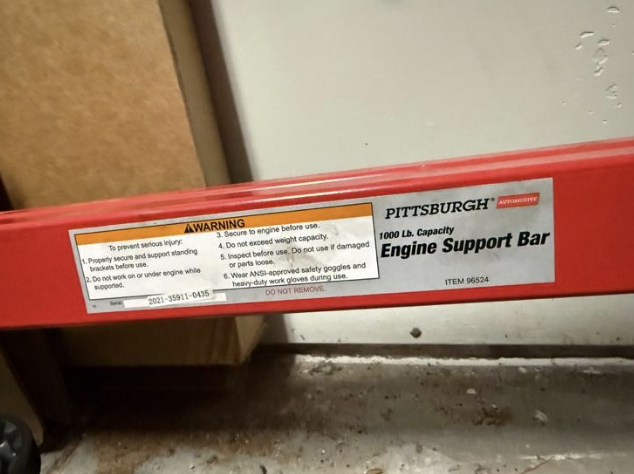 WARNING
To prevent serious injury:
1. Properly secure and support standing
brackets before use.
2. Do not work on or under engine while
supported.
3. Secure to engine before use.
4. Do not exceed weight capacity.
5. Inspect before use. Do not use if damaged
or parts loose.
6. Wear ANSI-approved safety goggles and
heavy-duty work gloves during use.
Serial:
2021-35911-0435
DO NOT REMOVE.
PITTSBURGH® AUTOMOTIVE
1000 Lb. Capacity
Engine Support Bar
ITEM 96524